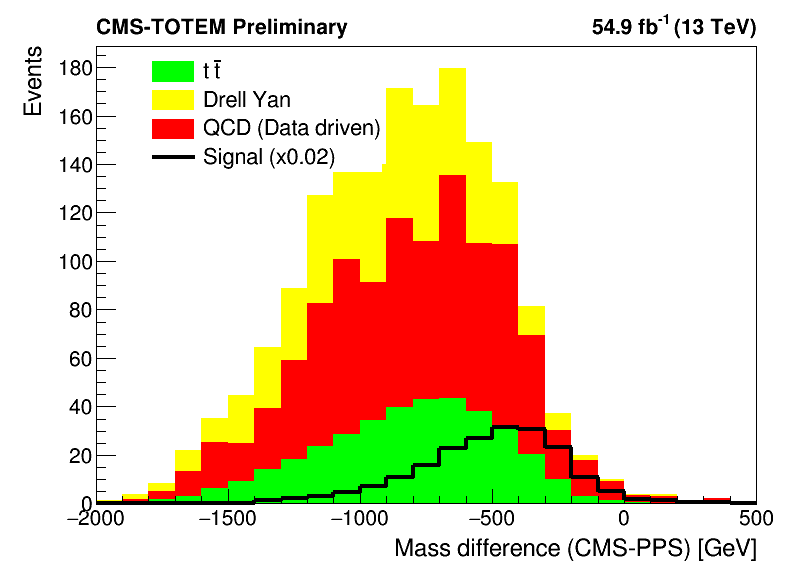 CMS-TOTEM Preliminary
54.9 fb⁻¹ (13 TeV)
Events
t t̄
Drell Yan
QCD (Data driven)
Signal (x0.02)
180
160
140
120
100
80
60
40
20
0
−2000 −1500 −1000 −500 0 500
Mass difference (CMS-PPS) [GeV]